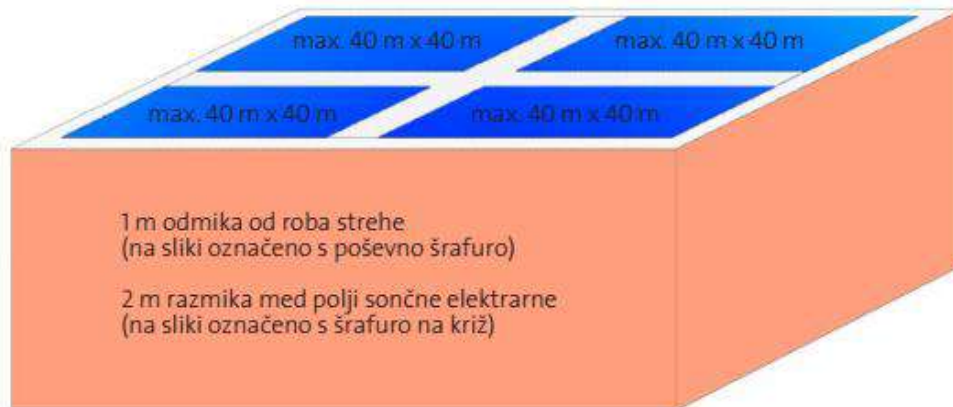 max. 40 m x 40 m
max. 40 m x 40 m
max. 40 m x 40 m
max. 40 m x 40 m
1 m odmika od roba strehe
(na sliki označeno s poševno šrafuro)
2 m razmika med polji sončne elektrarne
(na sliki označeno s šrafuro na križ)